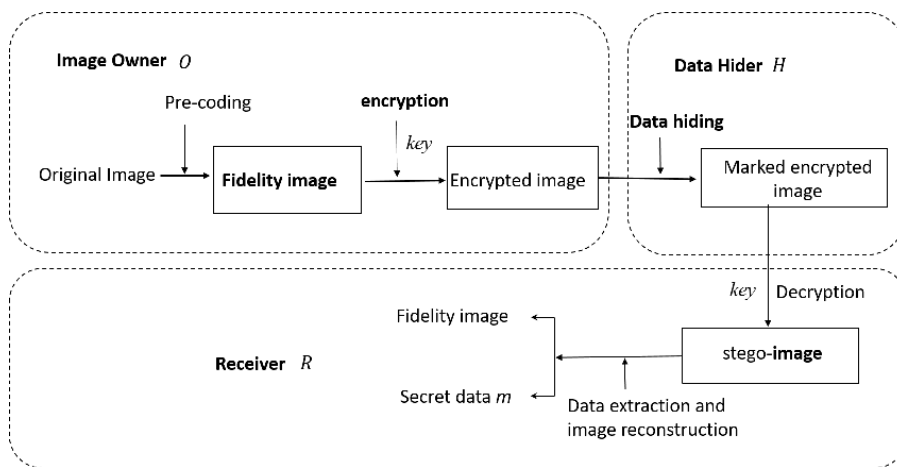 Image Owner O
Pre-coding
encryption
key
Original Image
Fidelity image
Encrypted image
Data Hider H
Data hiding
Marked encrypted
image
key Decryption
Fidelity image
stego-image
Receiver R
Secret data m
Data extraction and
image reconstruction